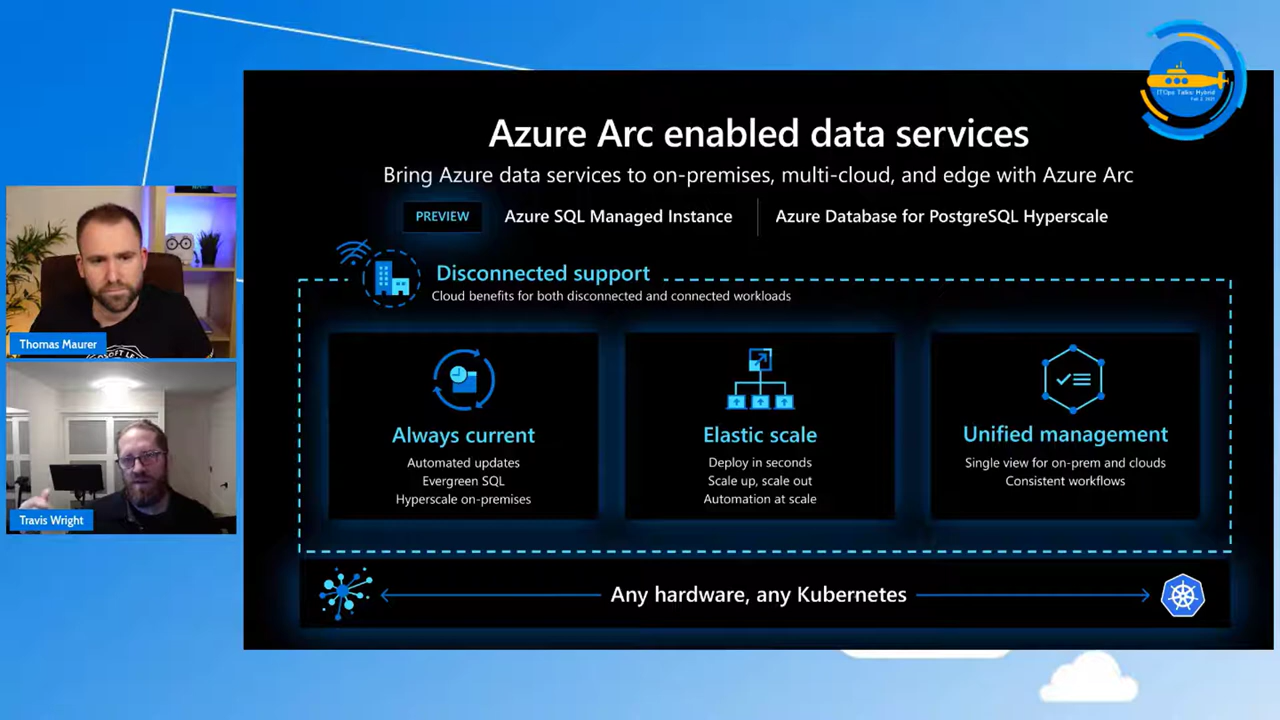 ITOps Talks: Hybrid
Feb 2, 2021
Azure Arc enabled data services
Bring Azure data services to on-premises, multi-cloud, and edge with Azure Arc
PREVIEW
Azure SQL Managed Instance
Azure Database for PostgreSQL Hyperscale
Disconnected support
Cloud benefits for both disconnected and connected workloads
Thomas Maurer
Travis Wright
Always current
Automated updates
Evergreen SQL
Hyperscale on-premises
Elastic scale
Deploy in seconds
Scale up, scale out
Automation at scale
Unified management
Single view for on-prem and clouds
Consistent workflows
Any hardware, any Kubernetes